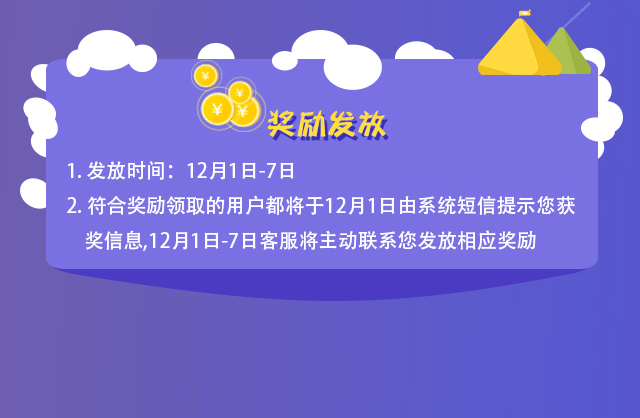 奖励发放
1. 发放时间：12月1日-7日
2. 符合奖励领取的用户都将于12月1日由系统短信提示您获
奖信息,12月1日-7日客服将主动联系您发放相应奖励